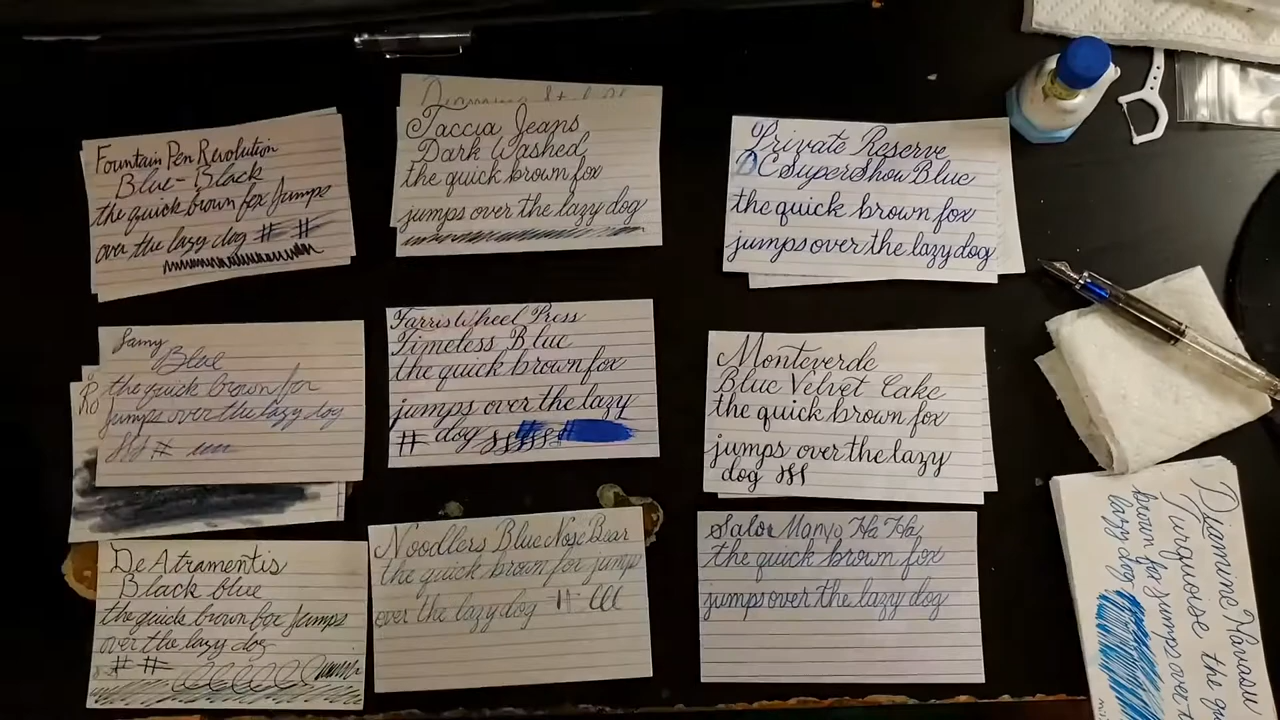 Fountain Pen Revolution
Blue-Black
the quick brown fox jumps
over the lazy dog # #
Taccia Jeans
Dark Washed
the quick brown fox
jumps over the lazy dog
Private Reserve
DC SuperShow Blue
the quick brown fox
jumps over the lazy dog
Lamy
Blue
the quick brown fox
jumps over the lazy dog
#
Ro
Farris Wheel Press
Timeless Blue
the quick brown fox
jumps over the lazy
# dog
Monteverde
Blue Velvet Cake
the quick brown fox
jumps over the lazy
dog
De Atramentis
Black blue
the quick brown fox jumps
over the lazy dog
# #
Noodlers Blue Nose Bear
the quick brown fox jumps
over the lazy dog #
Sailor Manyo Ha Ha
the quick brown fox
jumps over the lazy dog
Diamine Havasu
Turquoise the
brown fox jumps over
lazy dog